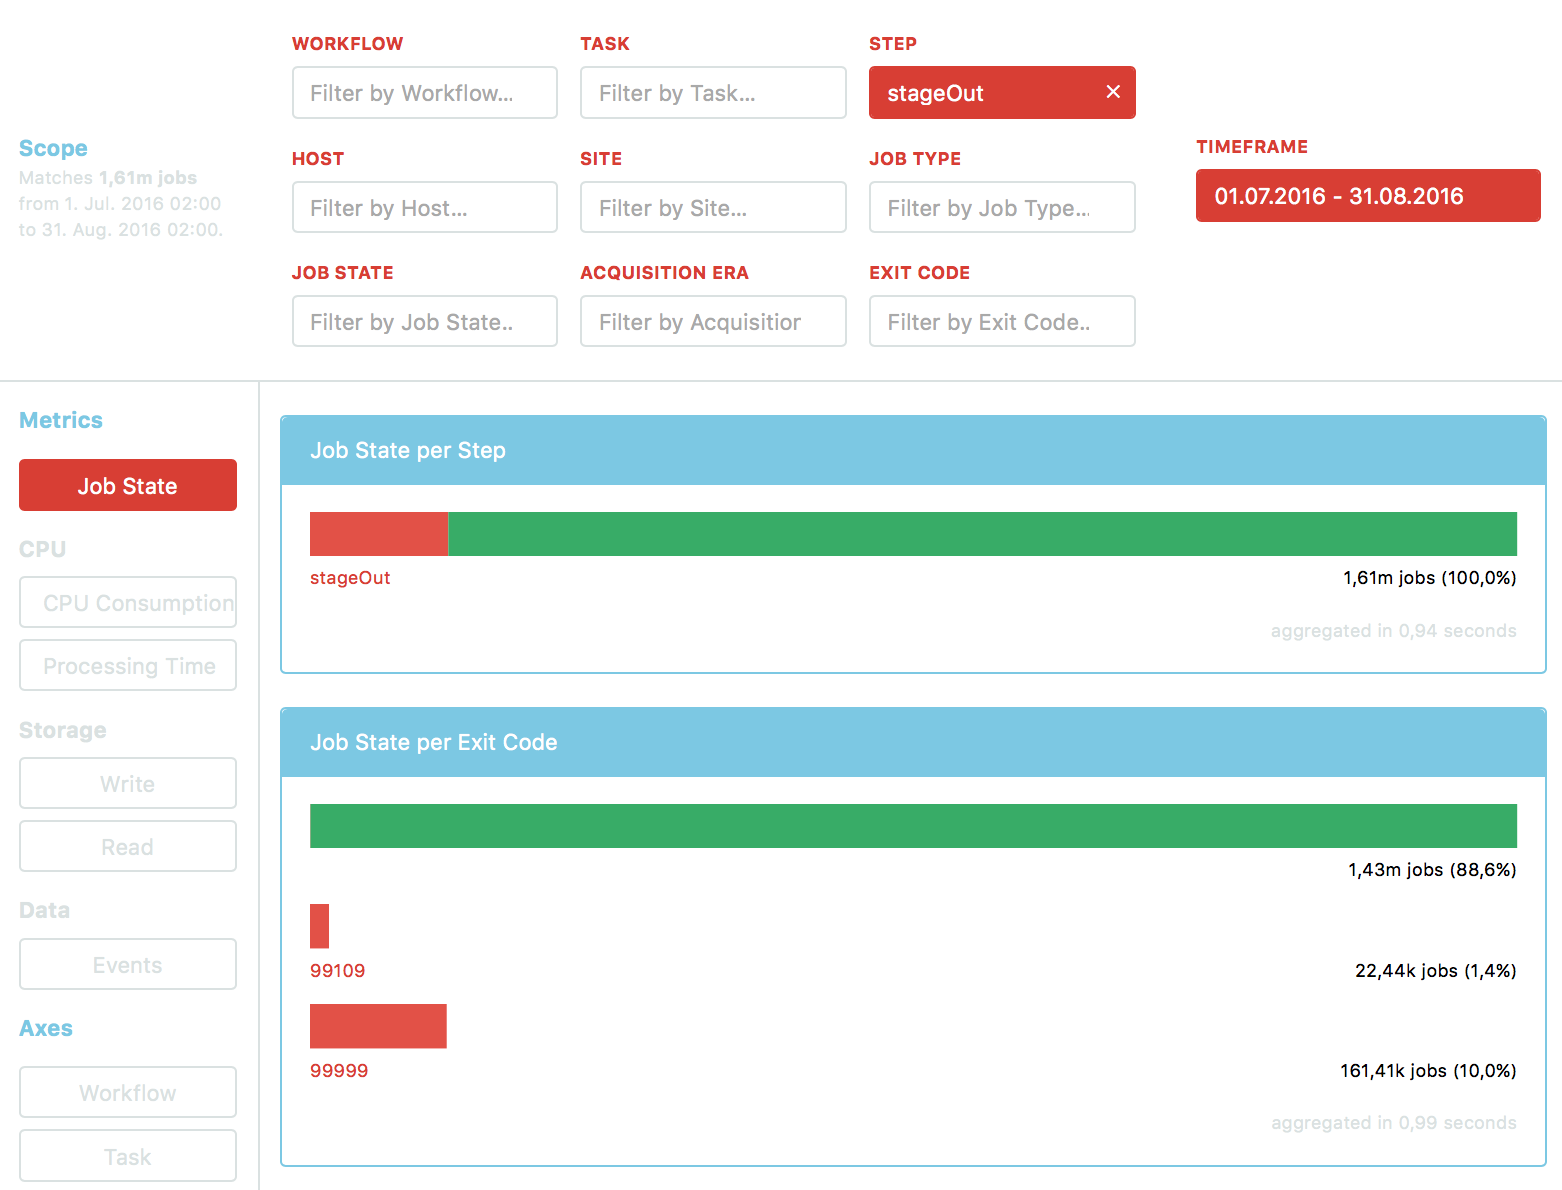 WORKFLOW
TASK
STEP
Filter by Workflow...
Filter by Task...
stageOut ×
Scope
Matches 1,61m jobs
from 1. Jul. 2016 02:00
to 31. Aug. 2016 02:00.
HOST
SITE
JOB TYPE
Filter by Host...
Filter by Site...
Filter by Job Type...
TIMEFRAME
01.07.2016 - 31.08.2016
JOB STATE
ACQUISITION ERA
EXIT CODE
Filter by Job State..
Filter by Acquisition
Filter by Exit Code..
Metrics
Job State
CPU
CPU Consumption
Processing Time
Storage
Write
Read
Data
Events
Axes
Workflow
Task
Job State per Step
stageOut
1,61m jobs (100,0%)
aggregated in 0,94 seconds
Job State per Exit Code
1,43m jobs (88,6%)
99109
22,44k jobs (1,4%)
99999
161,41k jobs (10,0%)
aggregated in 0,99 seconds